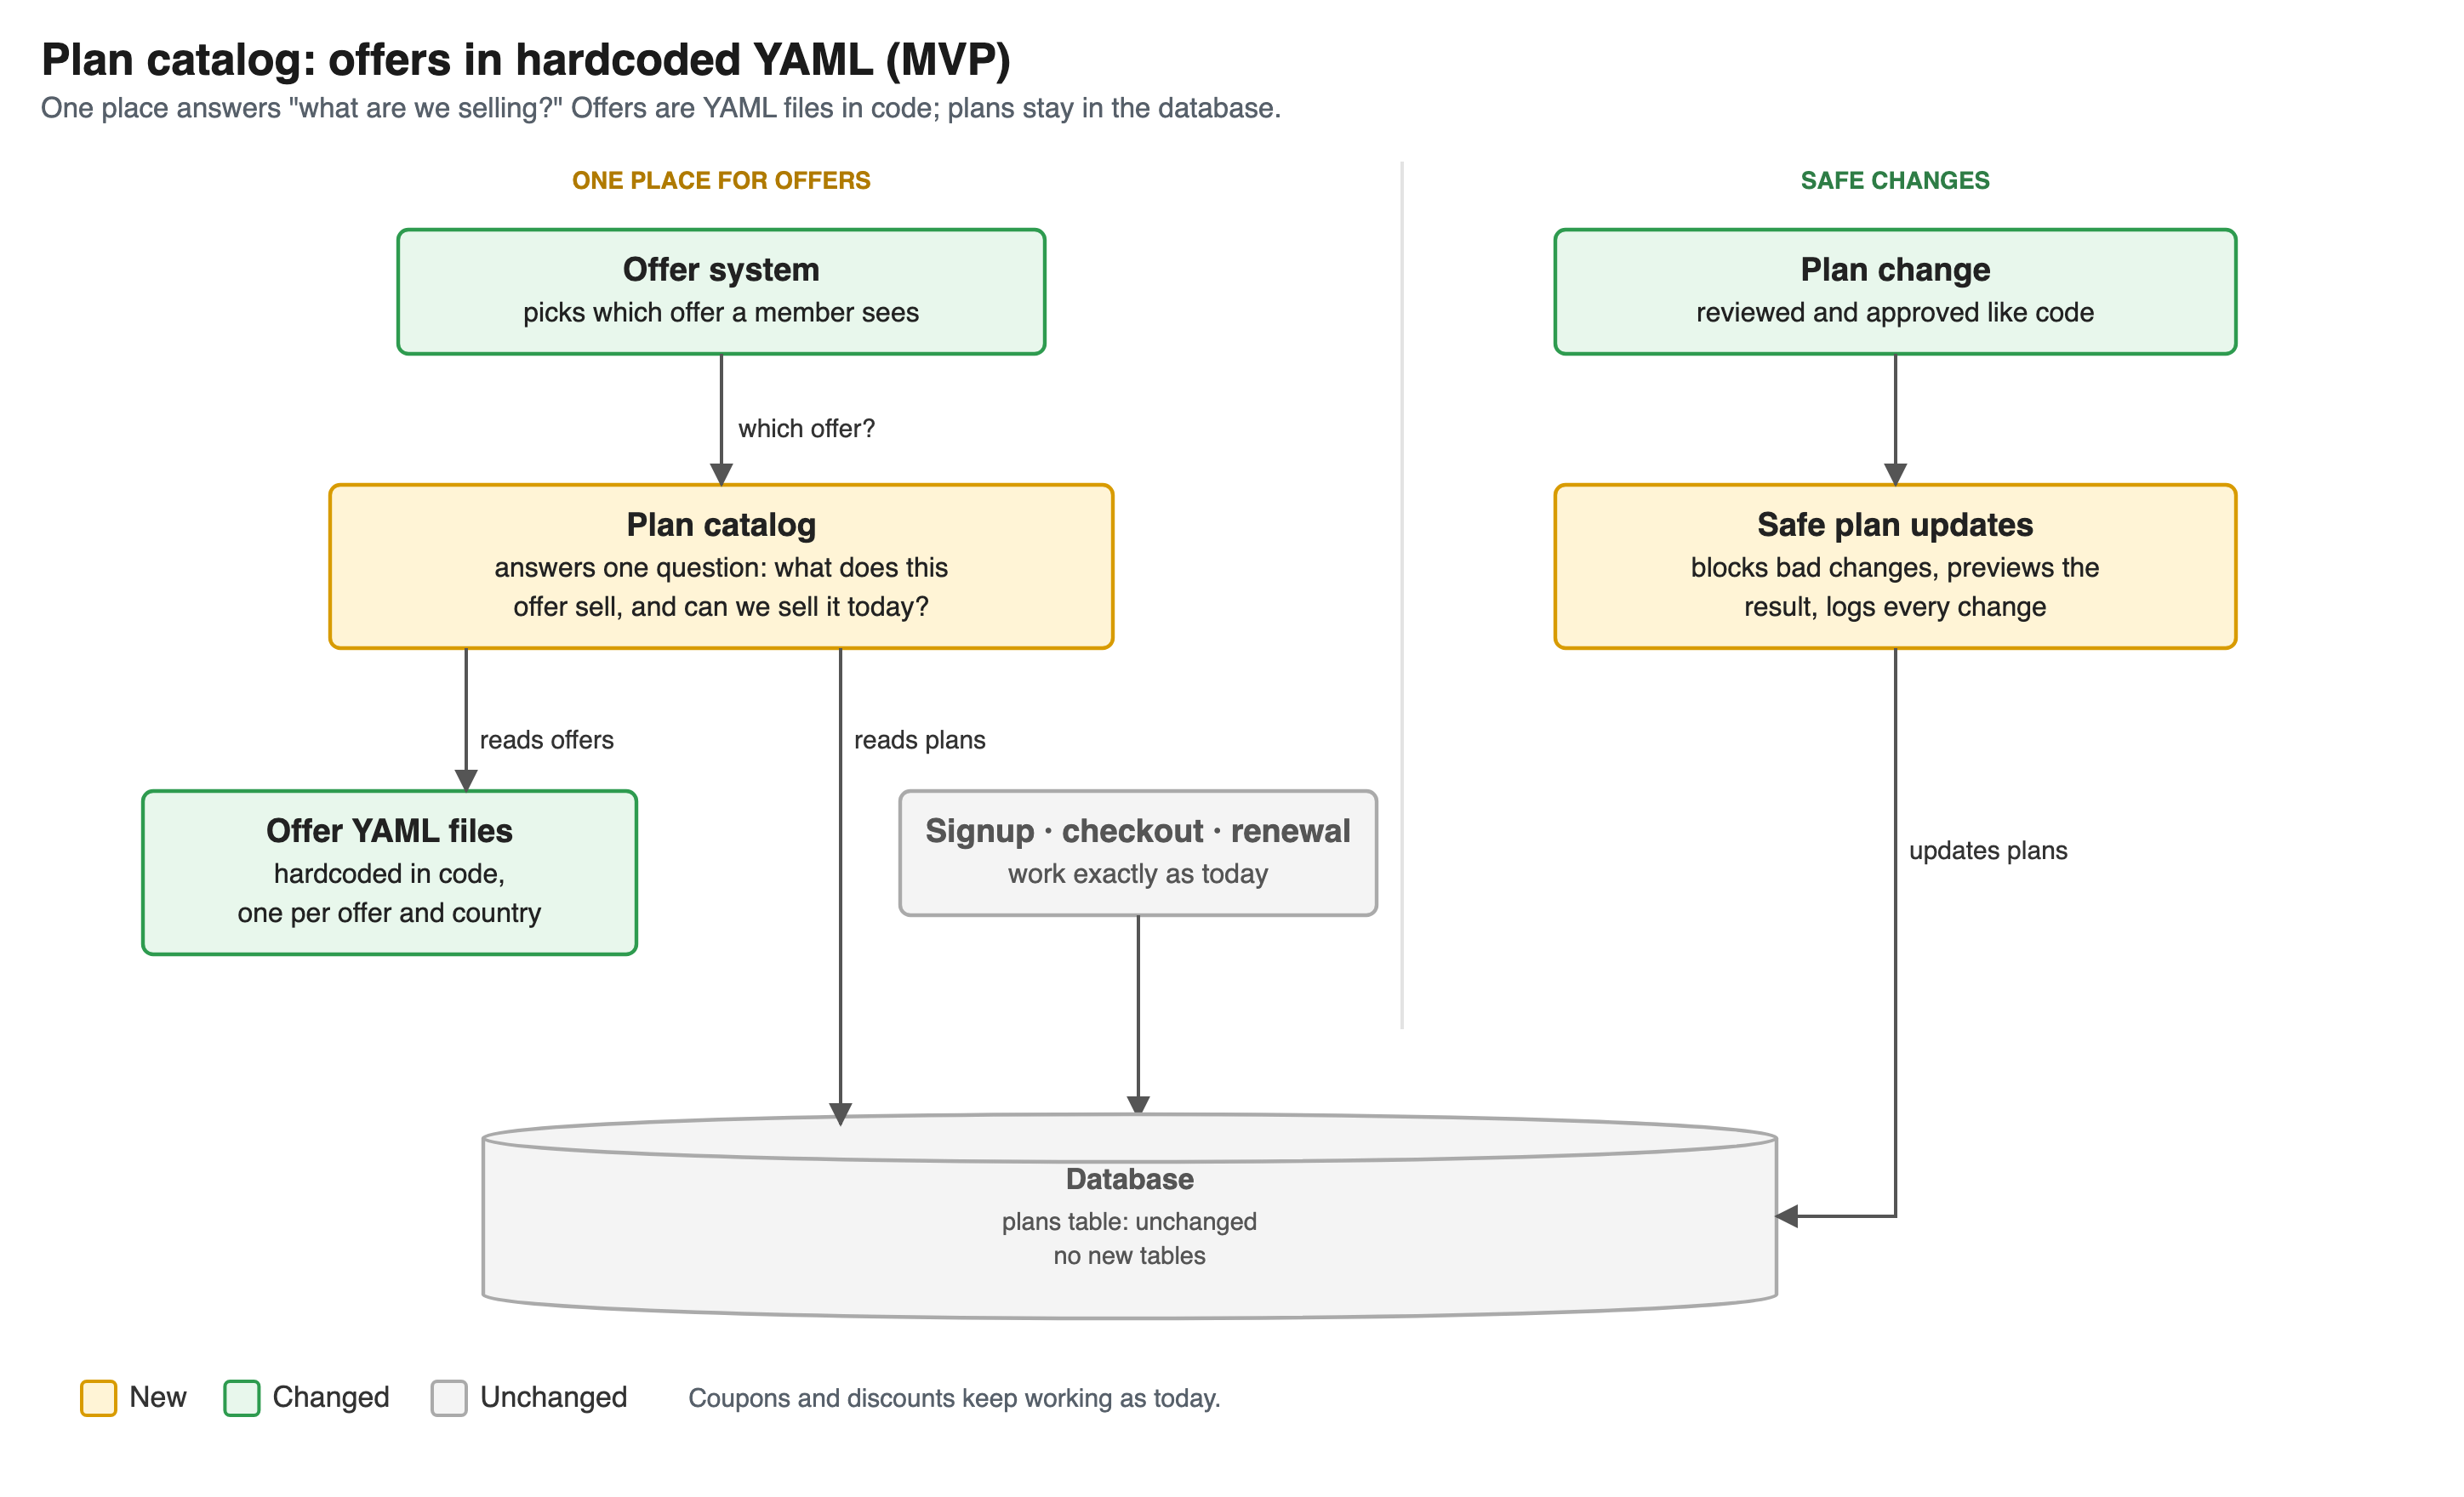 Plan catalog: offers in hardcoded YAML (MVP)
One place answers "what are we selling?" Offers are YAML files in code; plans stay in the database.
ONE PLACE FOR OFFERS
Offer system
picks which offer a member sees
which offer?
Plan catalog
answers one question: what does this
offer sell, and can we sell it today?
reads offers
reads plans
Offer YAML files
hardcoded in code,
one per offer and country
Signup · checkout · renewal
work exactly as today
SAFE CHANGES
Plan change
reviewed and approved like code
Safe plan updates
blocks bad changes, previews the
result, logs every change
updates plans
Database
plans table: unchanged
no new tables
New
Changed
Unchanged
Coupons and discounts keep working as today.